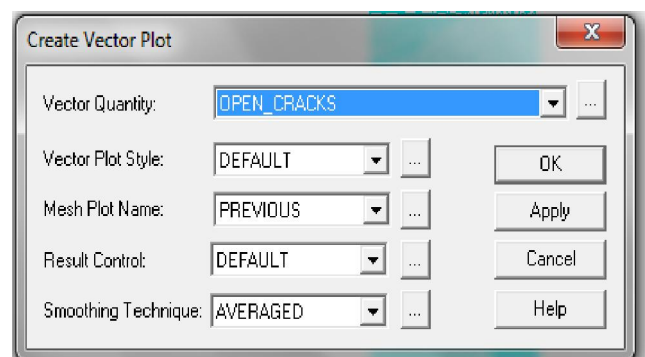 Create Vector Plot
X
Vector Quantity: OPEN_CRACKS ...
Vector Plot Style: DEFAULT ... OK
Mesh Plot Name: PREVIOUS ... Apply
Result Control: DEFAULT ... Cancel
Smoothing Technique: AVERAGED ... Help